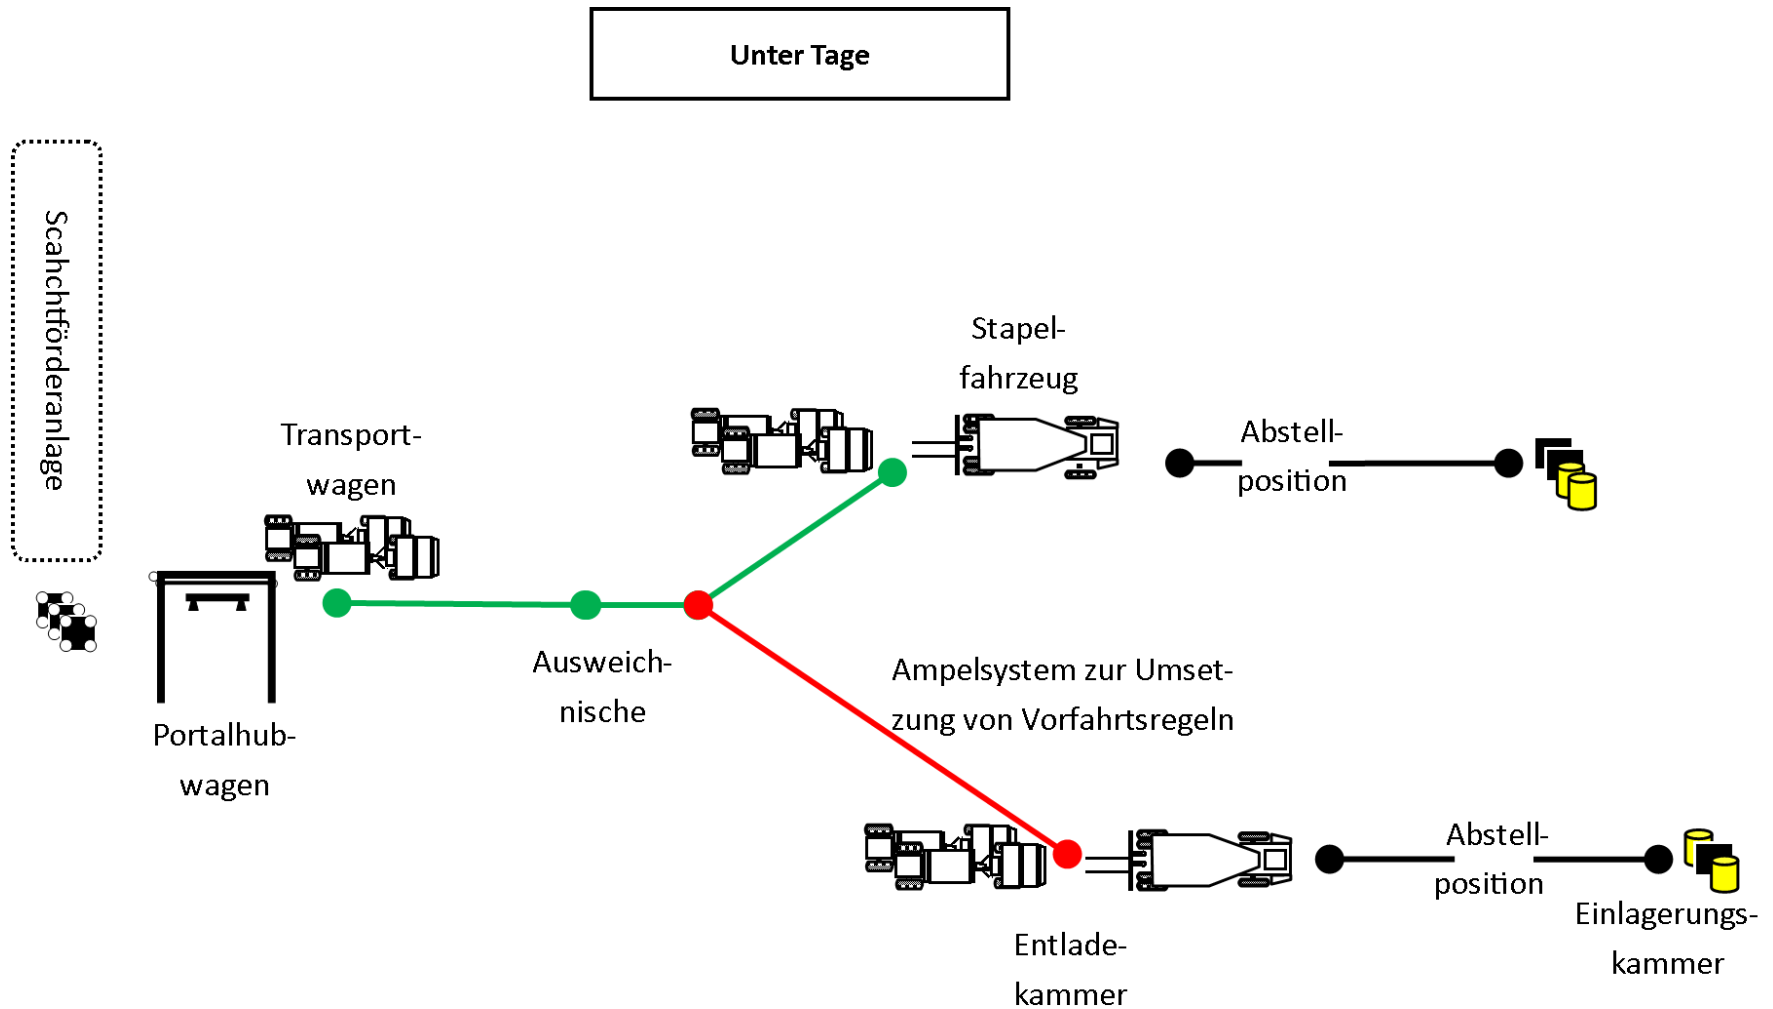 Unter Tage
Scahchtförderanlage
Stapel-
fahrzeug
Transport-
wagen
Abstell-
position
Ausweich-
nische
Ampelsystem zur Umset-
zung von Vorfahrtsregeln
Portalhub-
wagen
Abstell-
position
Einlagerungs-
kammer
Entlade-
kammer